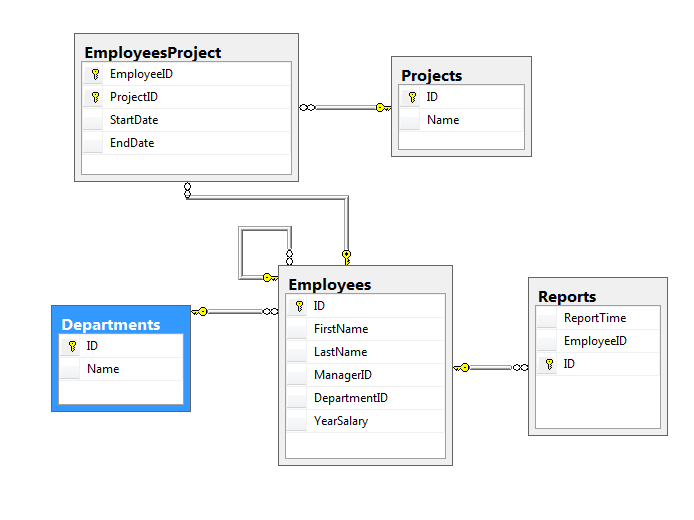 EmployeesProject
EmployeeID
ProjectID
StartDate
EndDate
Projects
ID
Name
Employees
ID
FirstName
LastName
ManagerID
DepartmentID
YearSalary
Departments
ID
Name
Reports
ReportTime
EmployeeID
ID